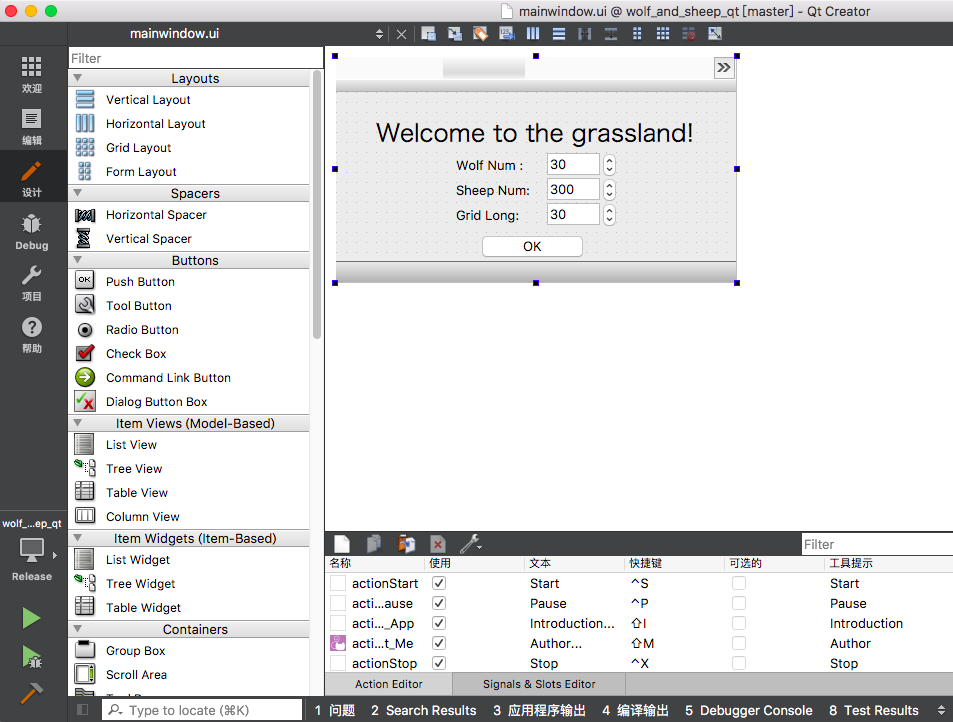 mainwindow.ui @ wolf_and_sheep_qt [master] - Qt Creator
mainwindow.ui
欢迎
编辑
设计
Debug
项目
帮助
wolf_...ep_qt
Release
Filter
Layouts
Vertical Layout
Horizontal Layout
Grid Layout
Form Layout
Spacers
Horizontal Spacer
Vertical Spacer
Buttons
OK
Push Button
Tool Button
Radio Button
Check Box
Command Link Button
Dialog Button Box
Item Views (Model-Based)
List View
Tree View
Table View
Column View
Item Widgets (Item-Based)
List Widget
Tree Widget
Table Widget
Containers
Group Box
Scroll Area
Welcome to the grassland!
Wolf Num : 30
Sheep Num: 300
Grid Long: 30
OK
Filter
名称 使用 文本 快捷键 可选的 工具提示
actionStart Start ^S Start
acti...ause Pause ^P Pause
acti..._App Introduction... ⇧I Introduction
acti...t_Me Author... ⇧M Author
actionStop Stop ^X Stop
Action Editor Signals & Slots Editor
Type to locate (⌘K) 1 问题 2 Search Results 3 应用程序输出 4 编译输出 5 Debugger Console 8 Test Results